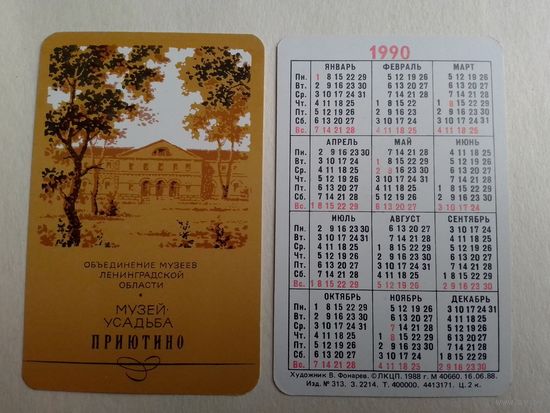 ОБЪЕДИНЕНИЕ МУЗЕЕВ
ЛЕНИНГРАДСКОЙ
ОБЛАСТИ
МУЗЕЙ-
УСАДЬБА
ПРИЮТИНО
1990
ЯНВАРЬ ФЕВРАЛЬ МАРТ
Пн. 1 8 15 22 29 5 12 19 26 5 12 19 26
Вт. 2 9 16 23 30 6 13 20 27 6 13 20 27
Ср. 3 10 17 24 31 7 14 21 28 7 14 21 28
Чт. 4 11 18 25 1 8 15 22 1 8 15 22 29
Пт. 5 12 19 26 2 9 16 23 2 9 16 23 30
Сб. 6 13 20 27 3 10 17 24 3 10 17 24 31
Вс. 7 14 21 28 4 11 18 25 4 11 18 25
АПРЕЛЬ МАЙ ИЮНЬ
Пн. 2 9 16 23 30 7 14 21 28 4 11 18 25
Вт. 3 10 17 24 1 8 15 22 29 5 12 19 26
Ср. 4 11 18 25 2 9 16 23 30 6 13 20 27
Чт. 5 12 19 26 3 10 17 24 31 7 14 21 28
Пт. 6 13 20 27 4 11 18 25 1 8 15 22 29
Сб. 7 14 21 28 5 12 19 26 2 9 16 23 30
Вс. 1 8 15 22 29 6 13 20 27 3 10 17 24
ИЮЛЬ АВГУСТ СЕНТЯБРЬ
Пн. 2 9 16 23 30 6 13 20 27 3 10 17 24
Вт. 3 10 17 24 31 7 14 21 28 4 11 18 25
Ср. 4 11 18 25 1 8 15 22 29 5 12 19 26
Чт. 5 12 19 26 2 9 16 23 30 6 13 20 27
Пт. 6 13 20 27 3 10 17 24 31 7 14 21 28
Сб. 7 14 21 28 4 11 18 25 1 8 15 22 29
Вс. 1 8 15 22 29 5 12 19 26 2 9 16 23 30
ОКТЯБРЬ НОЯБРЬ ДЕКАБРЬ
Пн. 1 8 15 22 29 5 12 19 26 3 10 17 24 31
Вт. 2 9 16 23 30 6 13 20 27 4 11 18 25
Ср. 3 10 17 24 31 7 14 21 28 5 12 19 26
Чт. 4 11 18 25 1 8 15 22 29 6 13 20 27
Пт. 5 12 19 26 2 9 16 23 30 7 14 21 28
Сб. 6 13 20 27 3 10 17 24 1 8 15 22 29
Вс. 7 14 21 28 4 11 18 25 2 9 16 23 30
Художник В. Фонарев. ©ЛКЦП. 1988 г М 40660. 16.06.88.
Изд. № 313. З. 2214. Т. 400000. 4413171. Ц. 2 к.